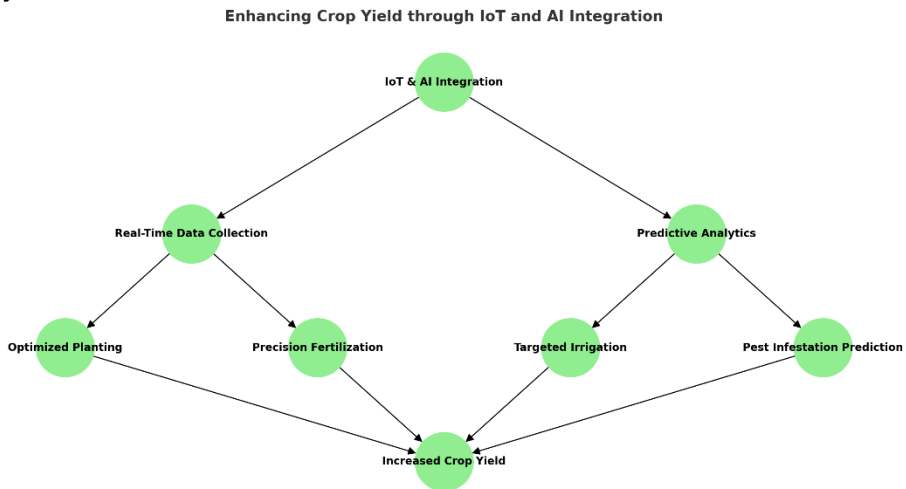 Enhancing Crop Yield through IoT and AI Integration
IoT & AI Integration
Real-Time Data Collection
Predictive Analytics
Optimized Planting
Precision Fertilization
Targeted Irrigation
Pest Infestation Prediction
Increased Crop Yield